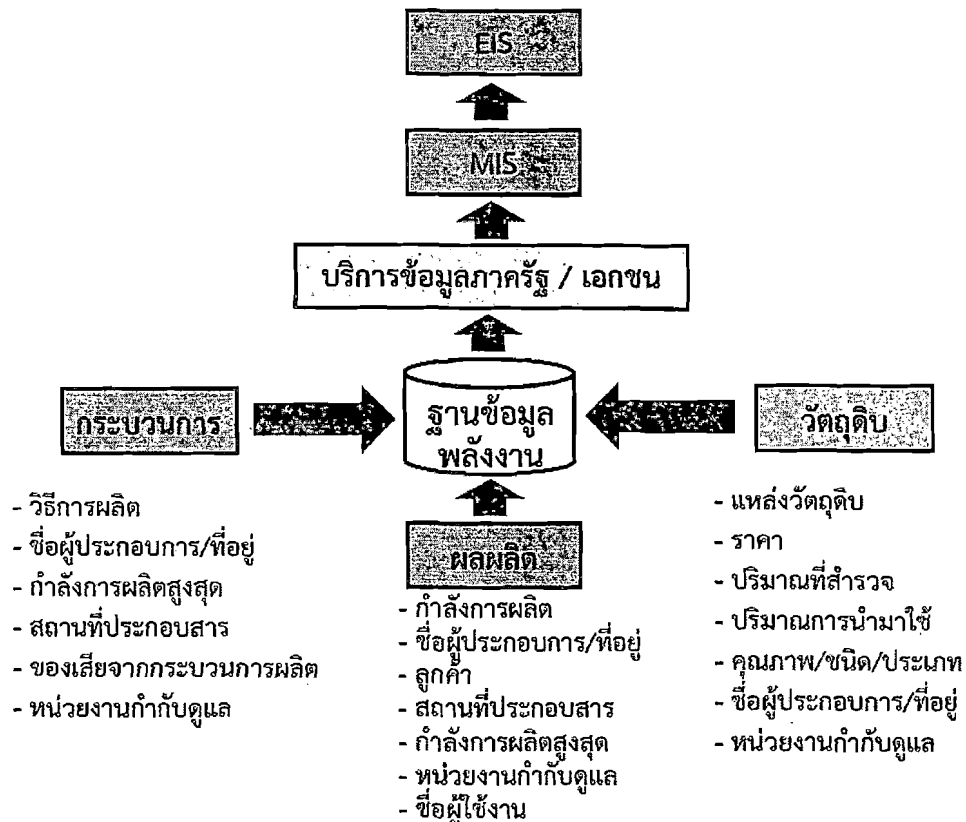 EIS
MIS
บริการข้อมูลภาครัฐ / เอกชน
กระบวนการ
ฐานข้อมูล
พลังงาน
วัตถุดิบ
- วิธีการผลิต
- ชื่อผู้ประกอบการ/ที่อยู่
- กำลังการผลิตสูงสุด
- สถานที่ประกอบสาร
- ของเสียจากกระบวนการผลิต
- หน่วยงานกำกับดูแล
ผลผลิต
- กำลังการผลิต
- ชื่อผู้ประกอบการ/ที่อยู่
- ลูกค้า
- สถานที่ประกอบสาร
- กำลังการผลิตสูงสุด
- หน่วยงานกำกับดูแล
- ชื่อผู้ใช้งาน
- แหล่งวัตถุดิบ
- ราคา
- ปริมาณที่สำรวจ
- ปริมาณการนำมาใช้
- คุณภาพ/ชนิด/ประเภท
- ชื่อผู้ประกอบการ/ที่อยู่
- หน่วยงานกำกับดูแล